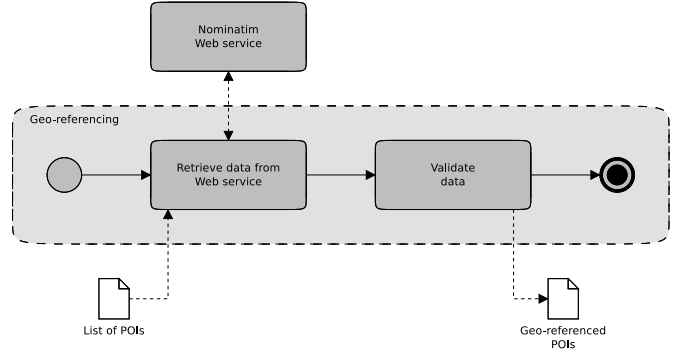 Nominatim
Web service
Geo-referencing
Retrieve data from
Web service
Validate
data
List of POIs
Geo-referenced
POIs